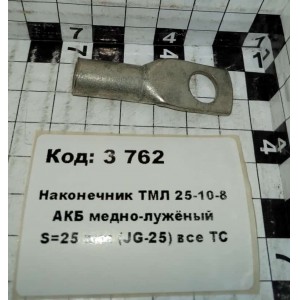 Код: 3 762
Наконечник ТМЛ 25-10-8
АКБ медно-лужёный
S=25 (JG-25) все ТС